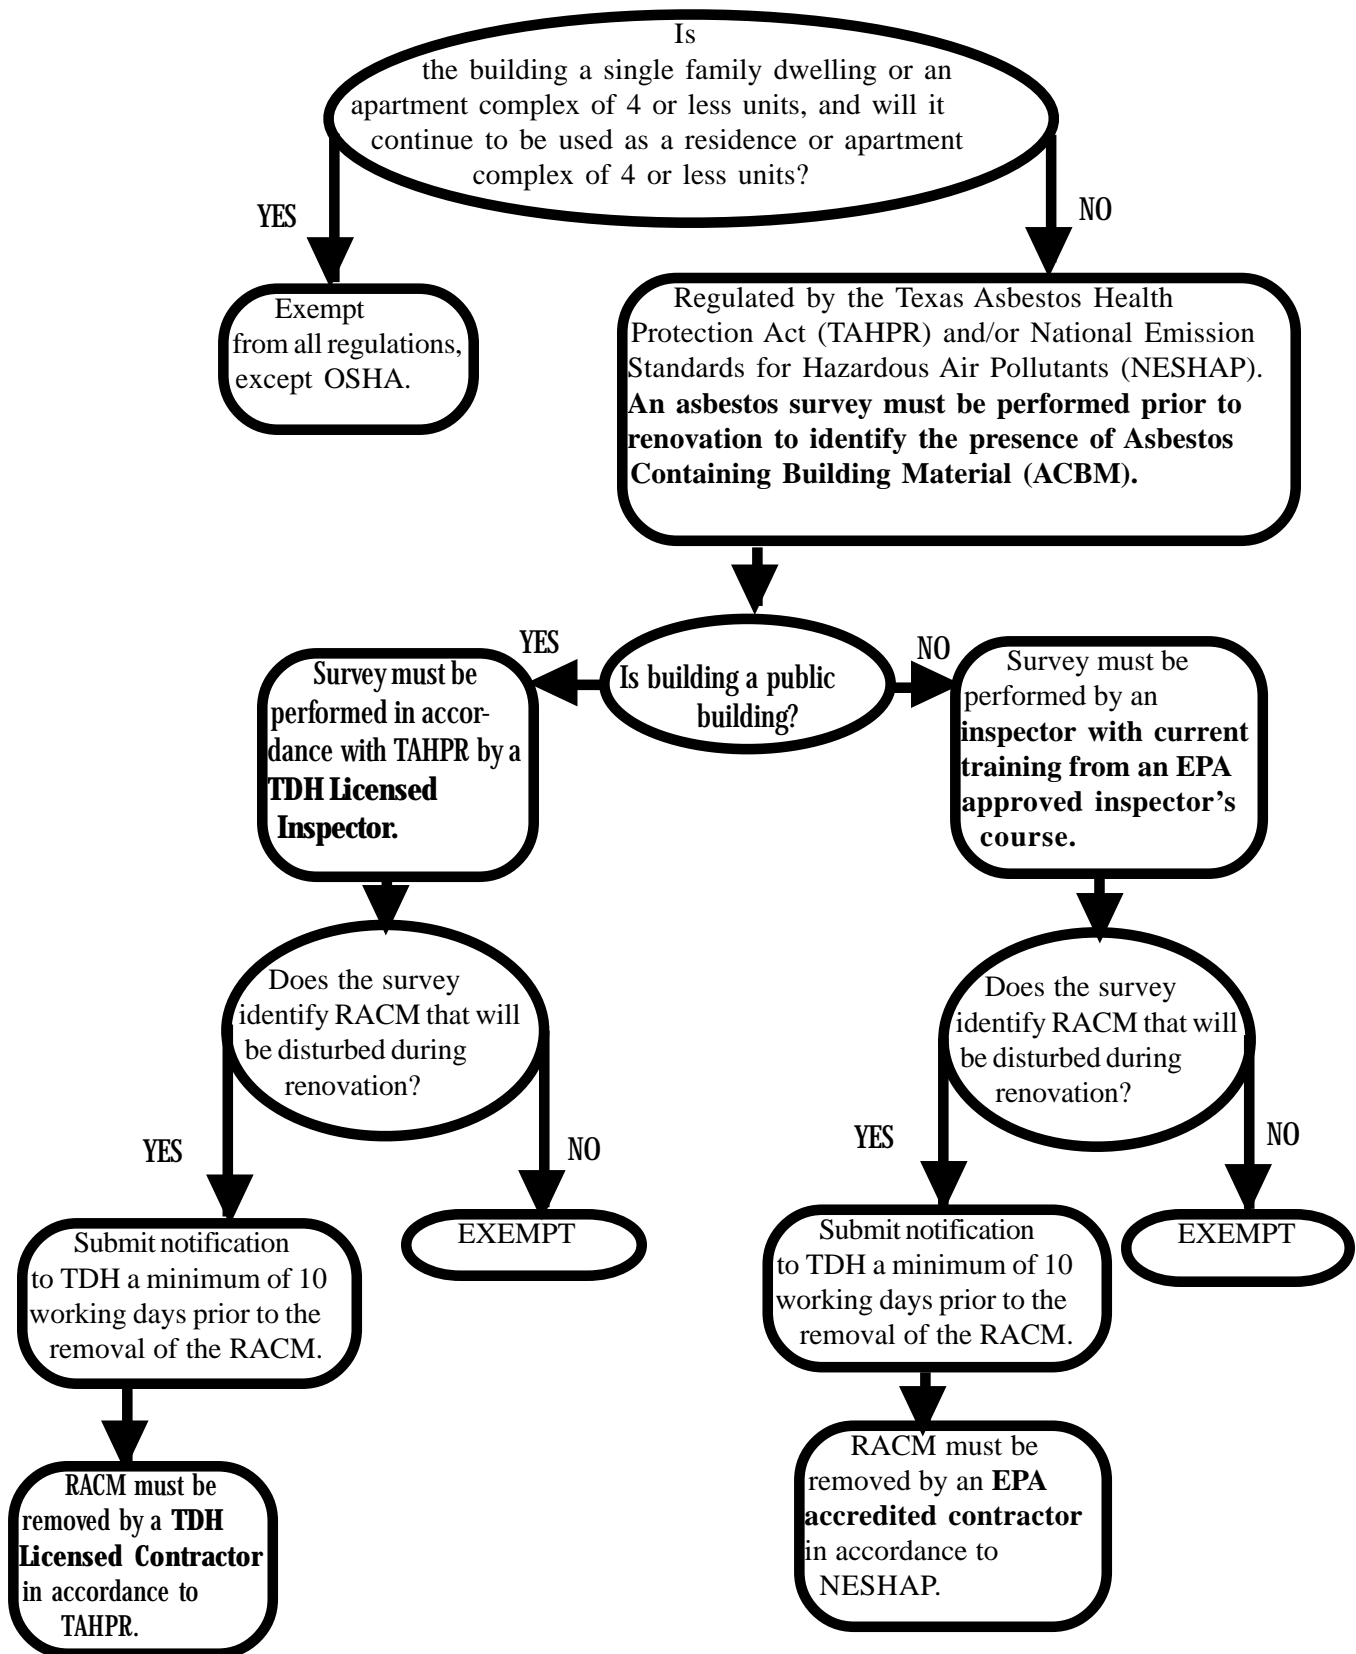 Is
the building a single family dwelling or an
apartment complex of 4 or less units, and will it
continue to be used as a residence or apartment
complex of 4 or less units?
YES
NO
Exempt
from all regulations,
except OSHA.
Regulated by the Texas Asbestos Health
Protection Act (TAHPR) and/or National Emission
Standards for Hazardous Air Pollutants (NESHAP).
An asbestos survey must be performed prior to
renovation to identify the presence of Asbestos
Containing Building Material (ACBM).
YES
Is building a public
building?
NO
Survey must be
performed in accor-
dance with TAHPR by a
TDH Licensed
Inspector.
Survey must be
performed by an
inspector with current
training from an EPA
approved inspector’s
course.
Does the survey
identify RACM that will
be disturbed during
renovation?
YES
NO
Does the survey
identify RACM that will
be disturbed during
renovation?
YES
NO
Submit notification
to TDH a minimum of 10
working days prior to the
removal of the RACM.
EXEMPT
Submit notification
to TDH a minimum of 10
working days prior to the
removal of the RACM.
EXEMPT
RACM must be
removed by a TDH
Licensed Contractor
in accordance to
TAHPR.
RACM must be
removed by an EPA
accredited contractor
in accordance to
NESHAP.